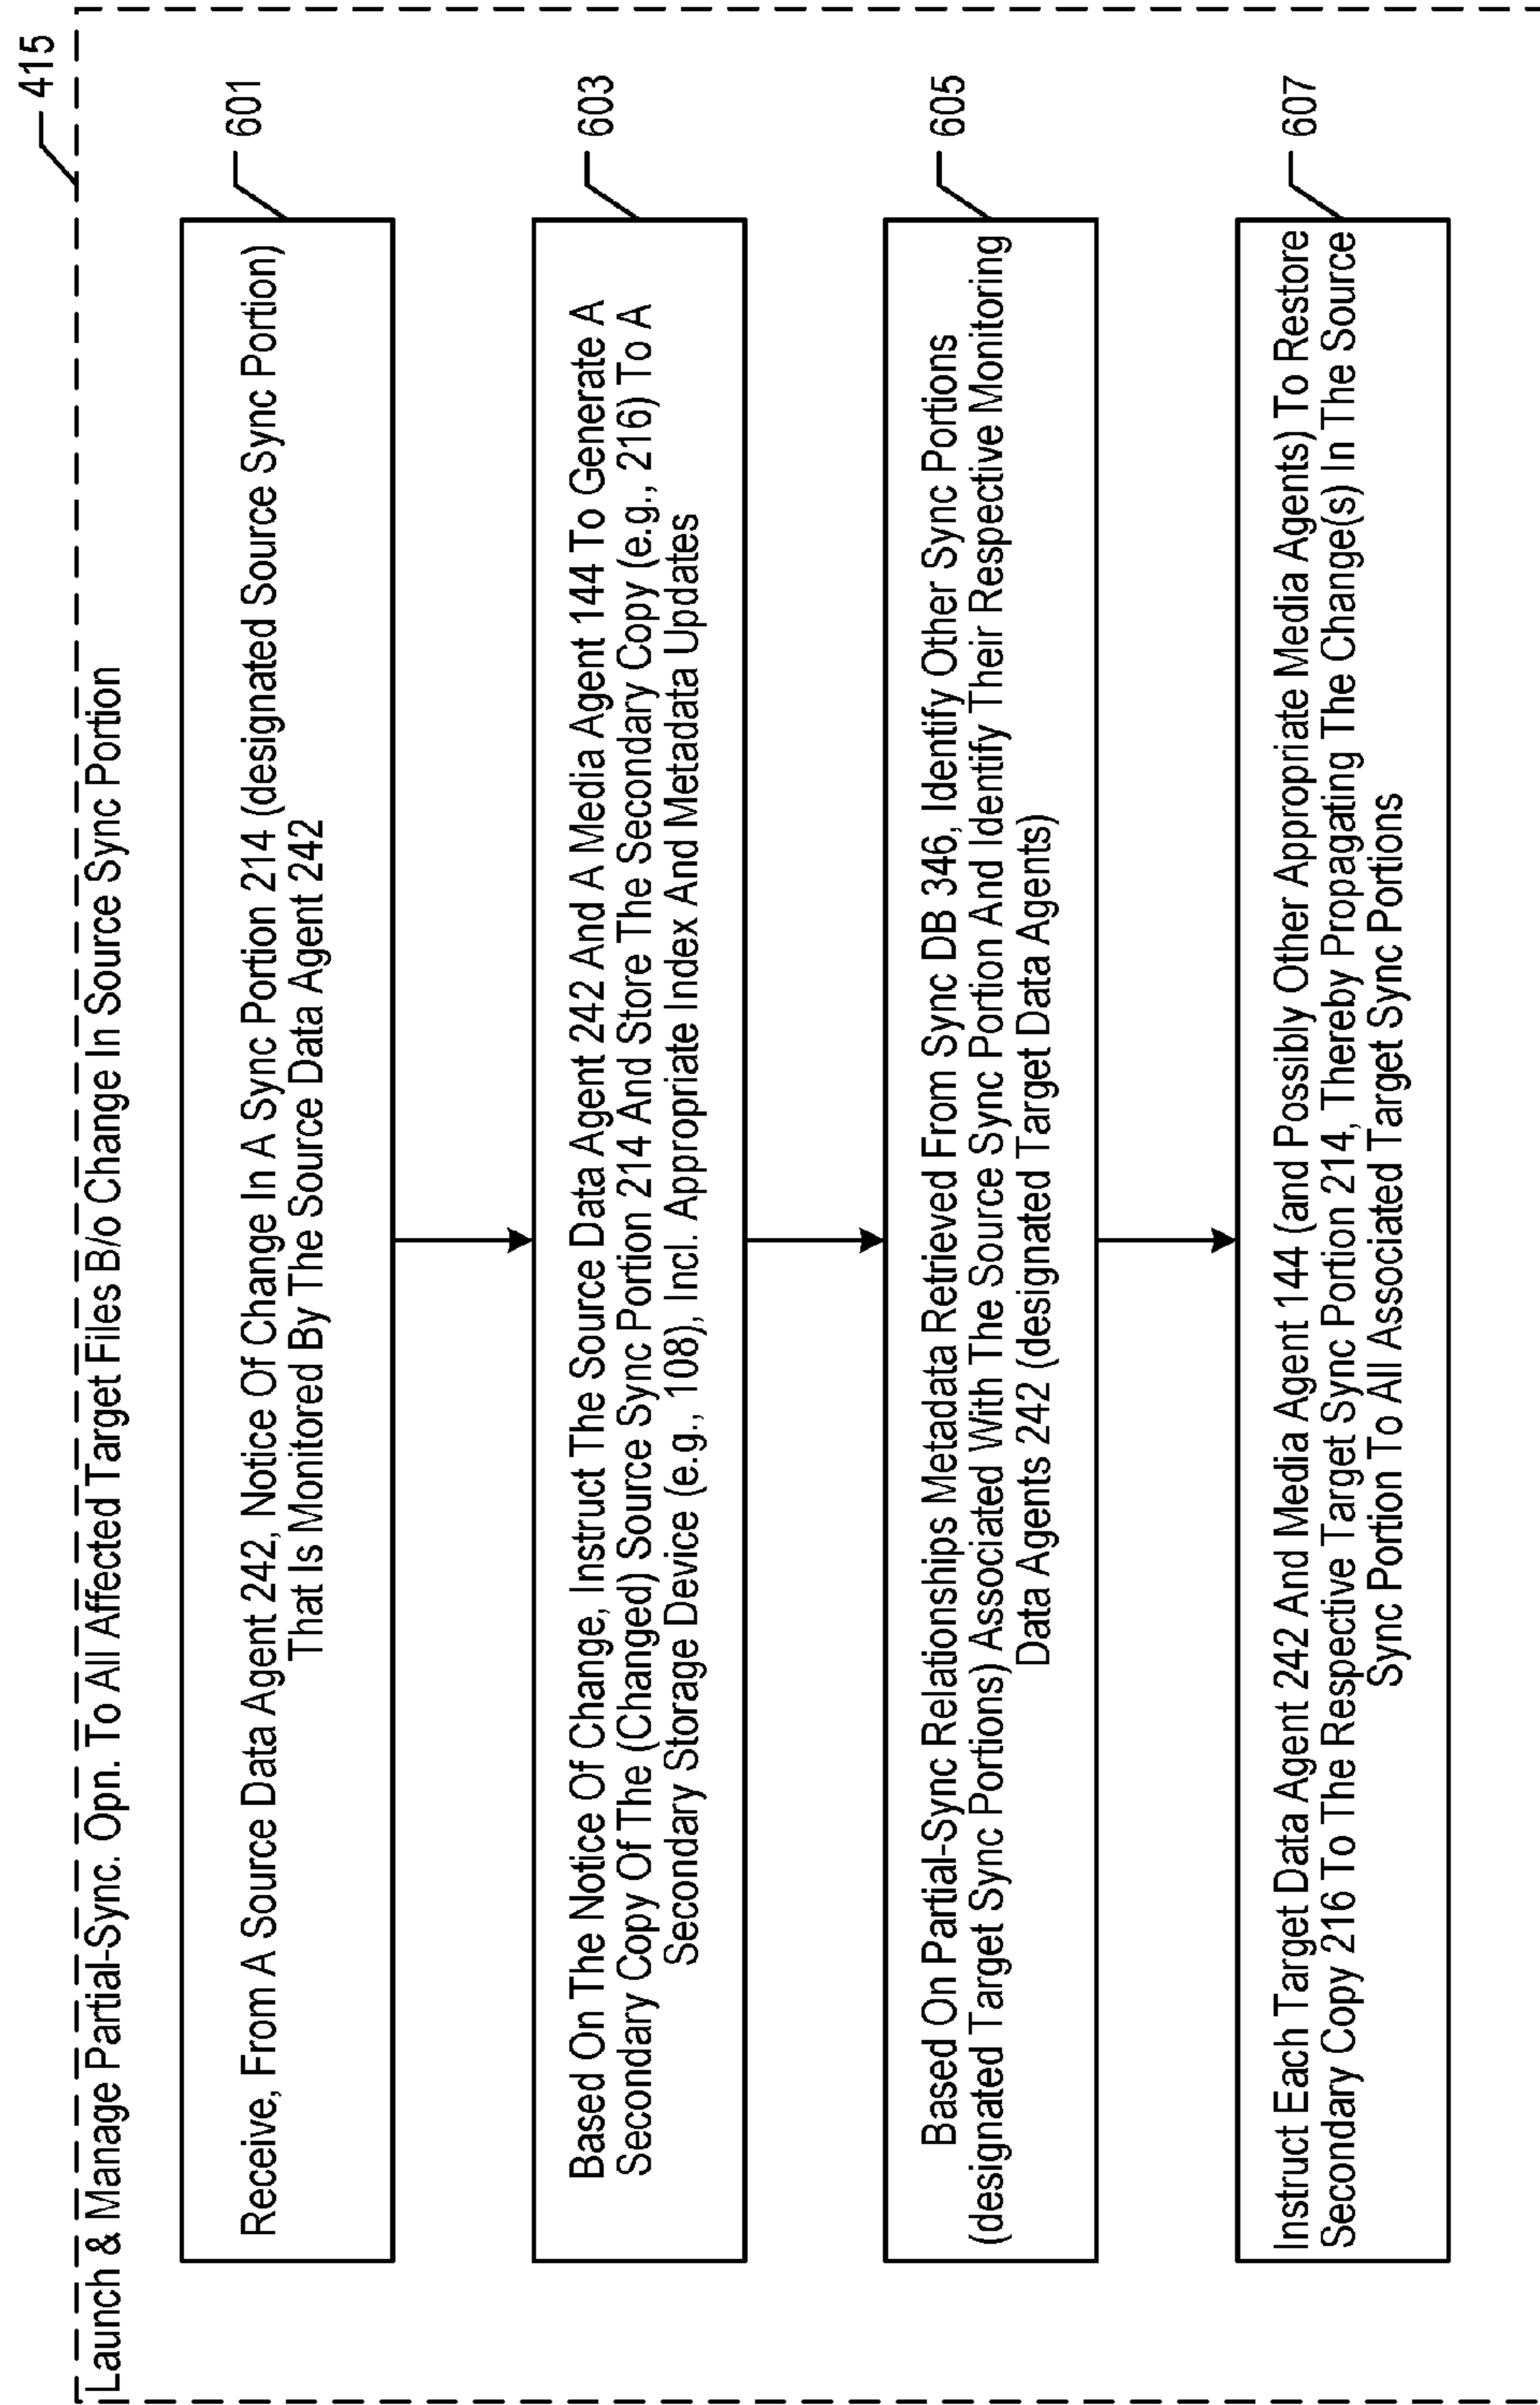 415
Launch & Manage Partial-Sync. Opn. To All Affected Target Files B/o Change In Source Sync Portion
601
Receive, From A Source Data Agent 242, Notice Of Change In A Sync Portion 214 (designated Source Sync Portion)
That Is Monitored By The Source Data Agent 242
603
Based On The Notice Of Change, Instruct The Source Data Agent 242 And A Media Agent 144 To Generate A
Secondary Copy Of The (Changed) Source Sync Portion 214 And Store The Secondary Copy (e.g., 216) To A
Secondary Storage Device (e.g., 108), Incl. Appropriate Index And Metadata Updates
605
Based On Partial-Sync Relationships Metadata Retrieved From Sync DB 346, Identify Other Sync Portions
(designated Target Sync Portions) Associated With The Source Sync Portion And Identify Their Respective Monitoring
Data Agents 242 (designated Target Data Agents)
607
Instruct Each Target Data Agent 242 And Media Agent 144 (and Possibly Other Appropriate Media Agents) To Restore
Secondary Copy 216 To The Respective Target Sync Portion 214, Thereby Propagating The Change(s) In The Source
Sync Portion To All Associated Target Sync Portions